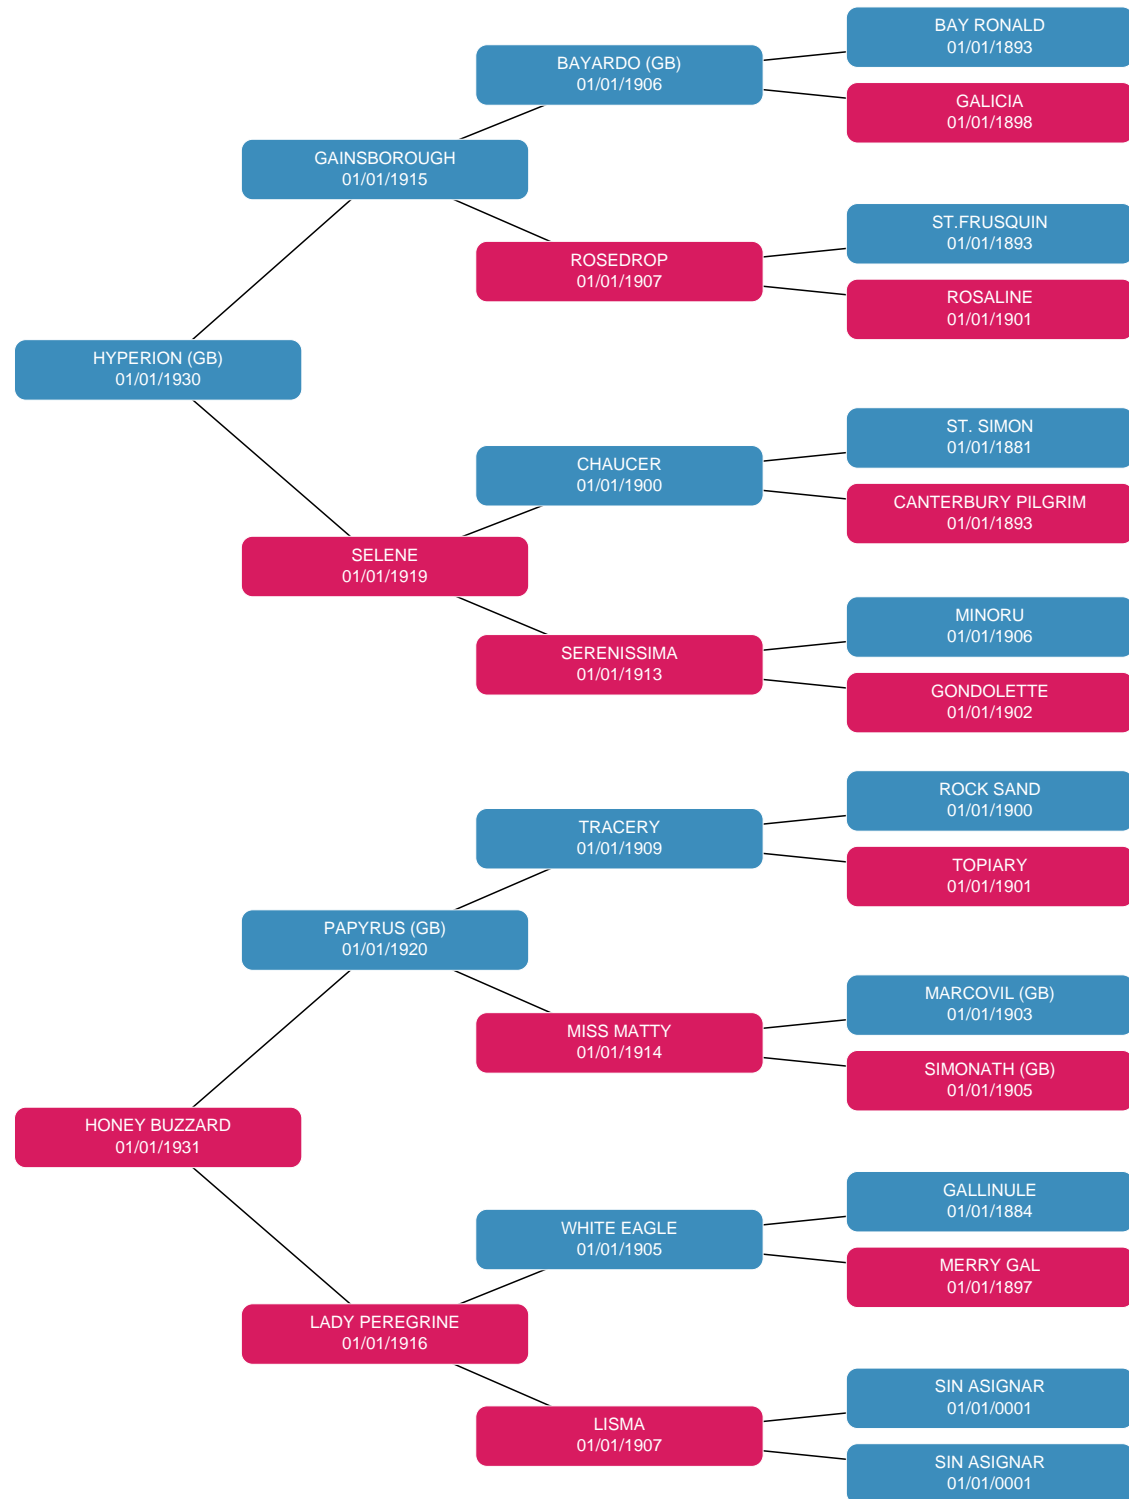 BAY RONALD
01/01/1893
BAYARDO (GB)
01/01/1906
GALICIA
01/01/1898
GAINSBOROUGH
01/01/1915
ST.FRUSQUIN
01/01/1893
ROSEDROP
01/01/1907
ROSALINE
01/01/1901
HYPERION (GB)
01/01/1930
ST. SIMON
01/01/1881
CHAUCER
01/01/1900
CANTERBURY PILGRIM
01/01/1893
SELENE
01/01/1919
MINORU
01/01/1906
SERENISSIMA
01/01/1913
GONDOLETTE
01/01/1902
ROCK SAND
01/01/1900
TRACERY
01/01/1909
TOPIARY
01/01/1901
PAPYRUS (GB)
01/01/1920
MARCOVIL (GB)
01/01/1903
MISS MATTY
01/01/1914
SIMONATH (GB)
01/01/1905
HONEY BUZZARD
01/01/1931
GALLINULE
01/01/1884
WHITE EAGLE
01/01/1905
MERRY GAL
01/01/1897
LADY PEREGRINE
01/01/1916
SIN ASIGNAR
01/01/0001
LISMA
01/01/1907
SIN ASIGNAR
01/01/0001